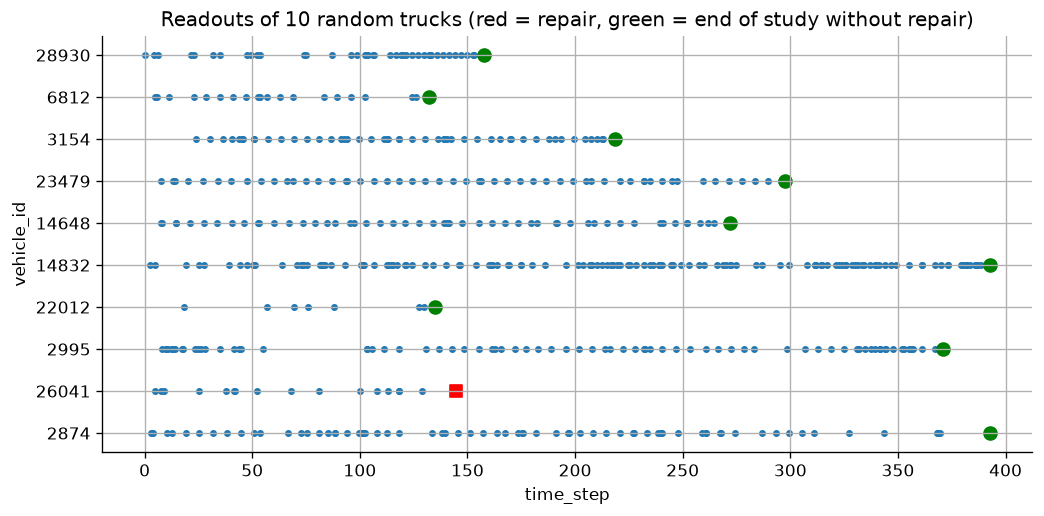 Readouts of 10 random trucks (red = repair, green = end of study without repair)
28930
6812
3154
23479
14648
14832
22012
2995
26041
2874
vehicle_id
0 50 100 150 200 250 300 350 400
time_step